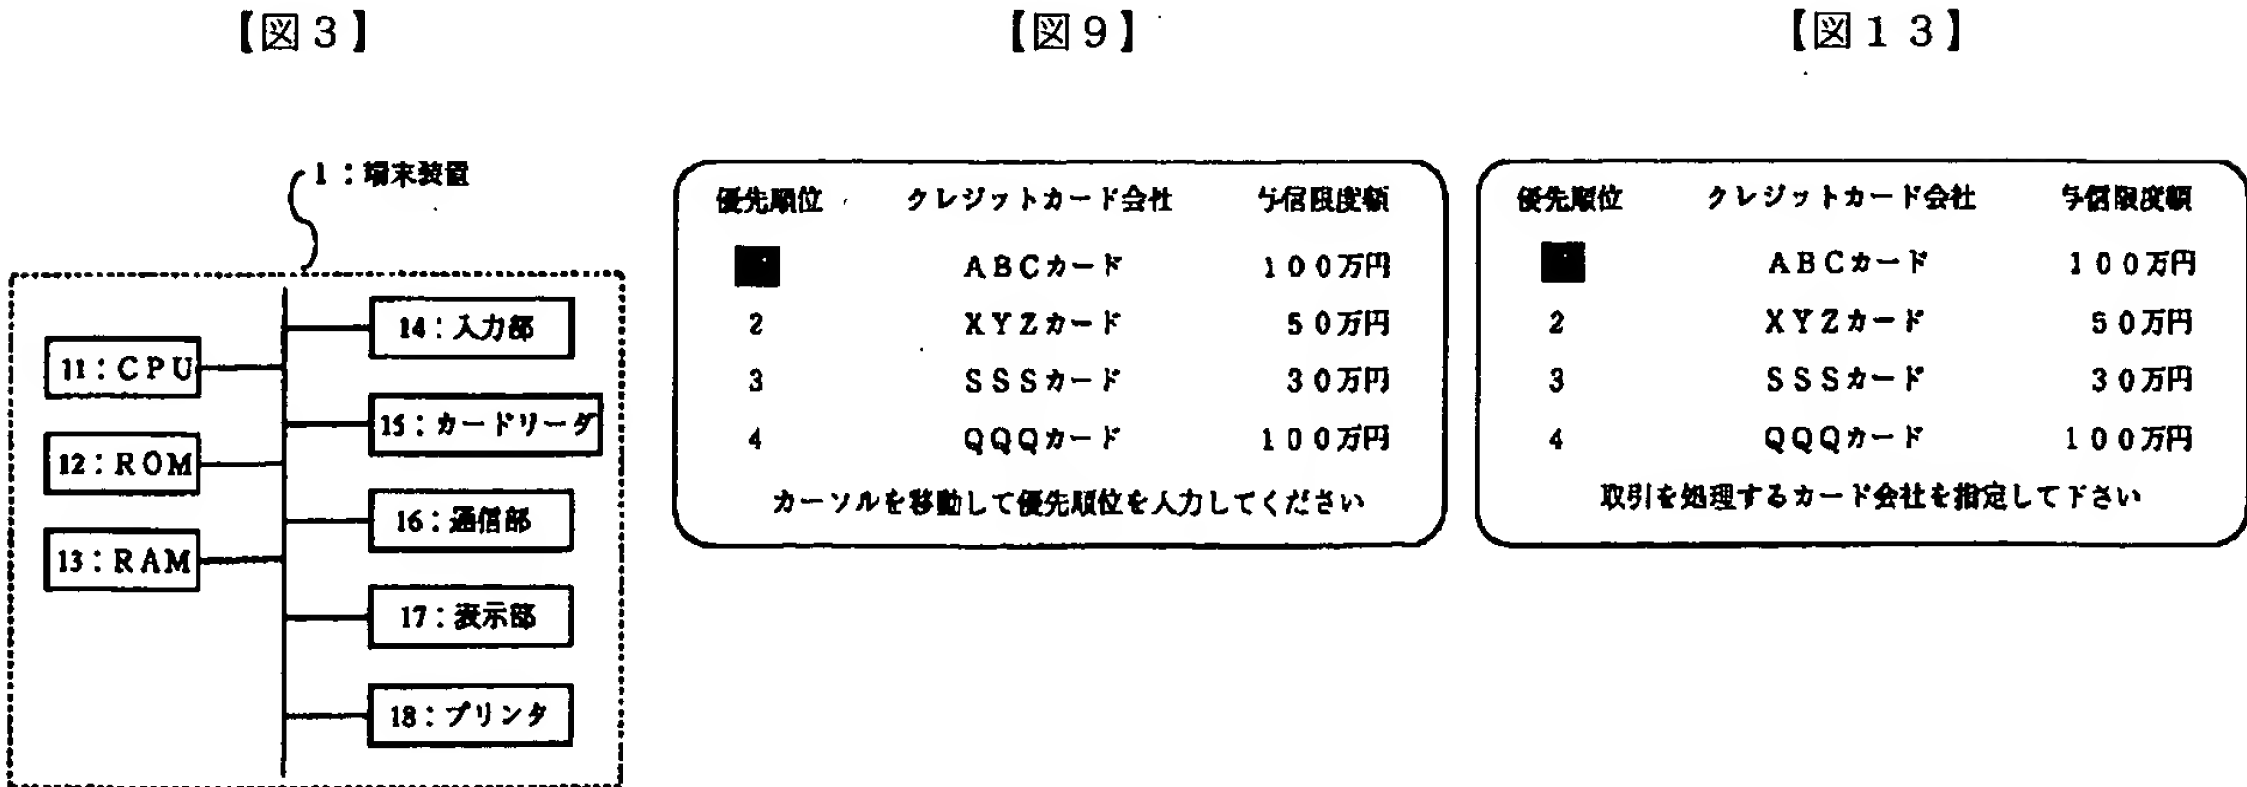 【図3】
1:端末装置
11:CPU
12:ROM
13:RAM
14:入力部
15:カードリーダ
16:通信部
17:表示部
18:プリンタ
【図9】
優先順位 クレジットカード会社 与信限度額
ABCカード 100万円
2 XYZカード 50万円
3 SSSカード 30万円
4 QQQカード 100万円
カーソルを移動して優先順位を入力してください
【図13】
優先順位 クレジットカード会社 与信限度額
ABCカード 100万円
2 XYZカード 50万円
3 SSSカード 30万円
4 QQQカード 100万円
取引を処理するカード会社を指定して下さい